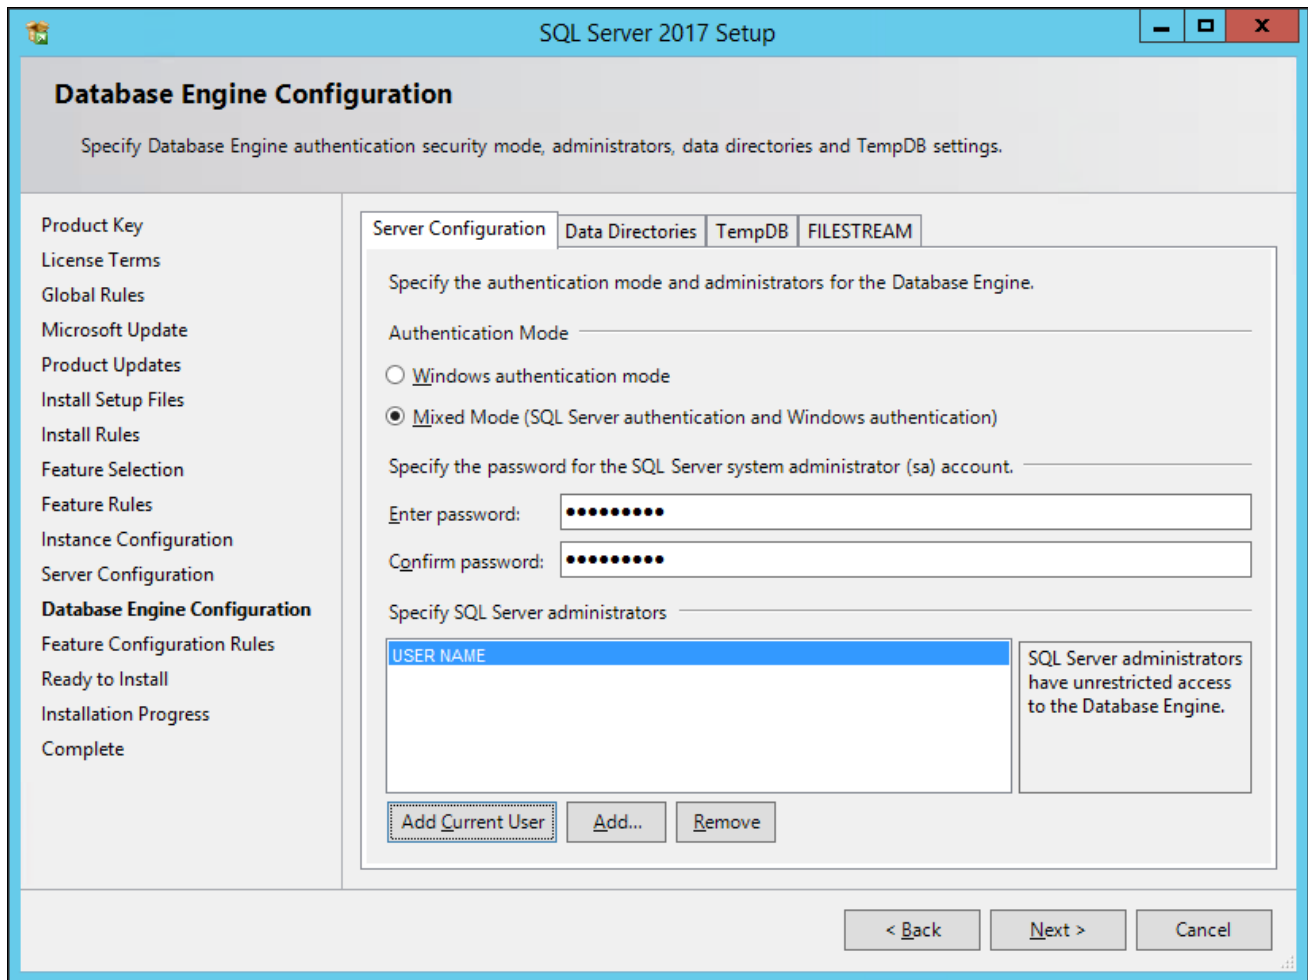 SQL Server 2017 Setup
X
Database Engine Configuration
Specify Database Engine authentication security mode, administrators, data directories and TempDB settings.
Product Key
License Terms
Global Rules
Microsoft Update
Product Updates
Install Setup Files
Install Rules
Feature Selection
Feature Rules
Instance Configuration
Server Configuration
Database Engine Configuration
Feature Configuration Rules
Ready to Install
Installation Progress
Complete
Server Configuration Data Directories TempDB FILESTREAM
Specify the authentication mode and administrators for the Database Engine.
Authentication Mode
Windows authentication mode
Mixed Mode (SQL Server authentication and Windows authentication)
Specify the password for the SQL Server system administrator (sa) account.
Enter password: ●●●●●●●●●
Confirm password: ●●●●●●●●●
Specify SQL Server administrators
USER NAME
SQL Server administrators
have unrestricted access
to the Database Engine.
Add Current User Add... Remove
< Back Next > Cancel